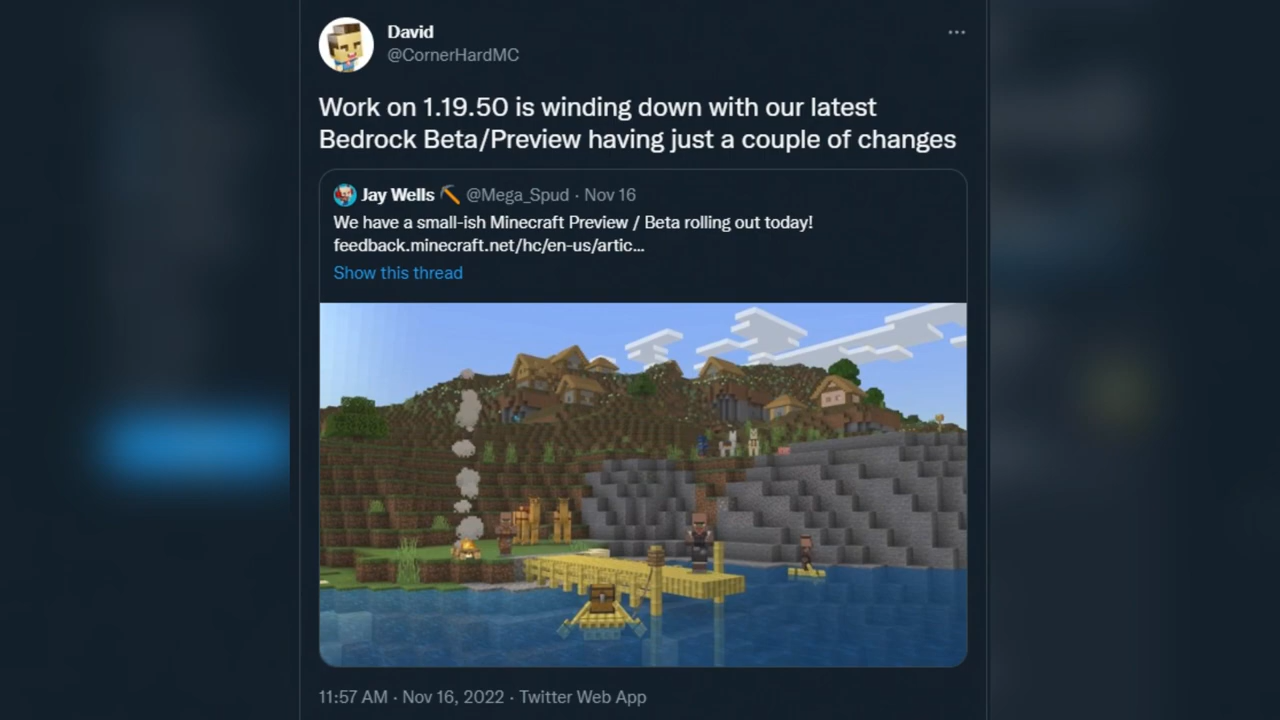 David
@CornerHardMC
Work on 1.19.50 is winding down with our latest
Bedrock Beta/Preview having just a couple of changes
Jay Wells @Mega_Spud · Nov 16
We have a small-ish Minecraft Preview / Beta rolling out today!
feedback.minecraft.net/hc/en-us/artic...
Show this thread
11:57 AM · Nov 16, 2022 · Twitter Web App